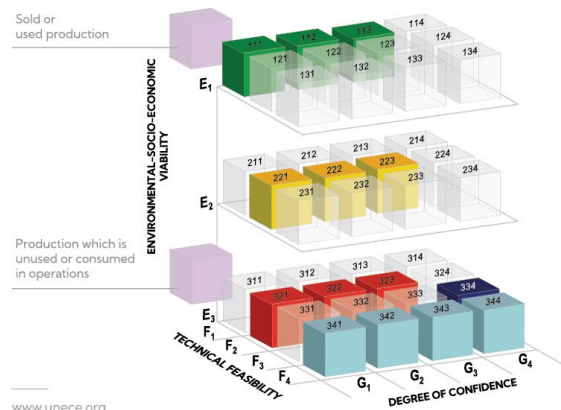 Sold or
used production
ENVIRONMENTAL-SOCIO-ECONOMIC
VIABILITY
111 112 113 114
121 122 123 124
131 132 133 134
E1
211 212 213 214
221 222 223 224
231 232 233 234
E2
Production which is
unused or consumed
in operations
311 312 313 314
321 322 323 324
331 332 333 334
341 342 343 344
E3
F1
F2
F3
F4
TECHNICAL FEASIBILITY
G1
G2
G3
G4
DEGREE OF CONFIDENCE
www.unece.org